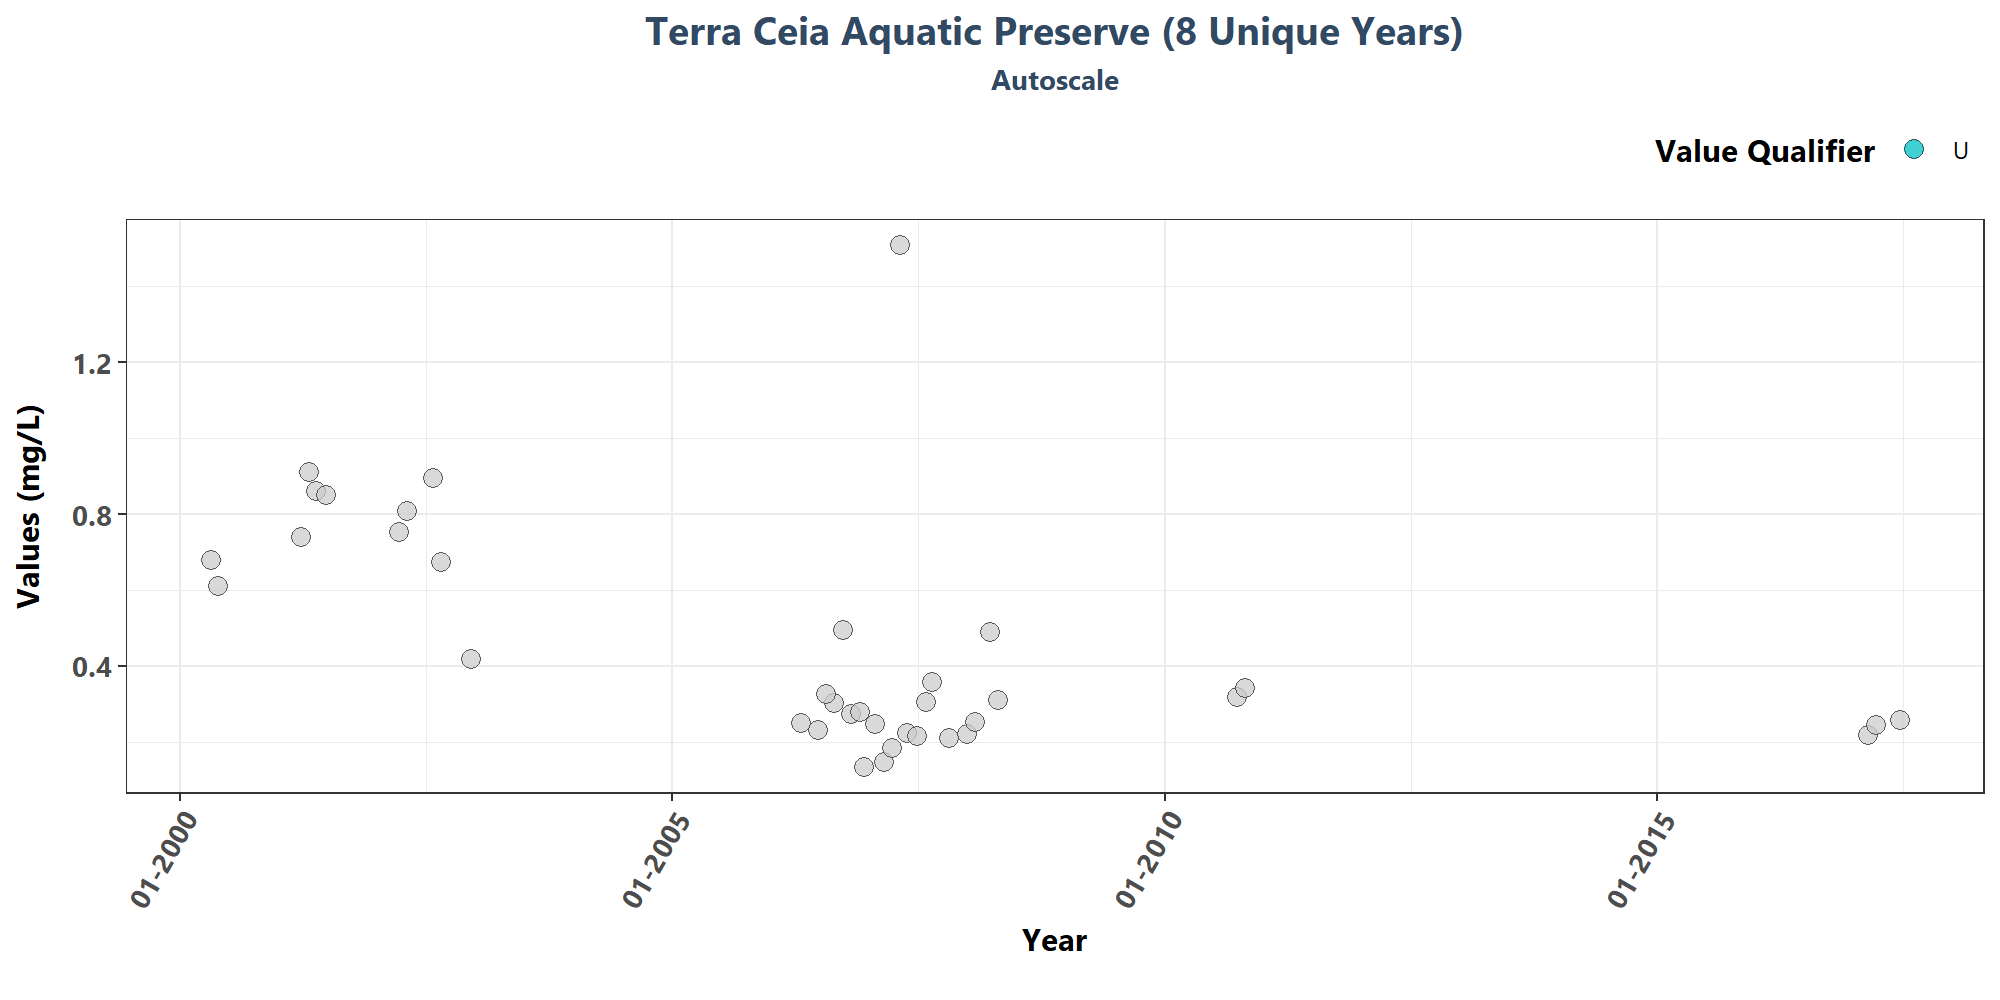 Terra Ceia Aquatic Preserve (8 Unique Years)
Autoscale
Value Qualifier U
Values (mg/L)
1.2
0.8
0.4
01-2000
01-2005
01-2010
01-2015
Year